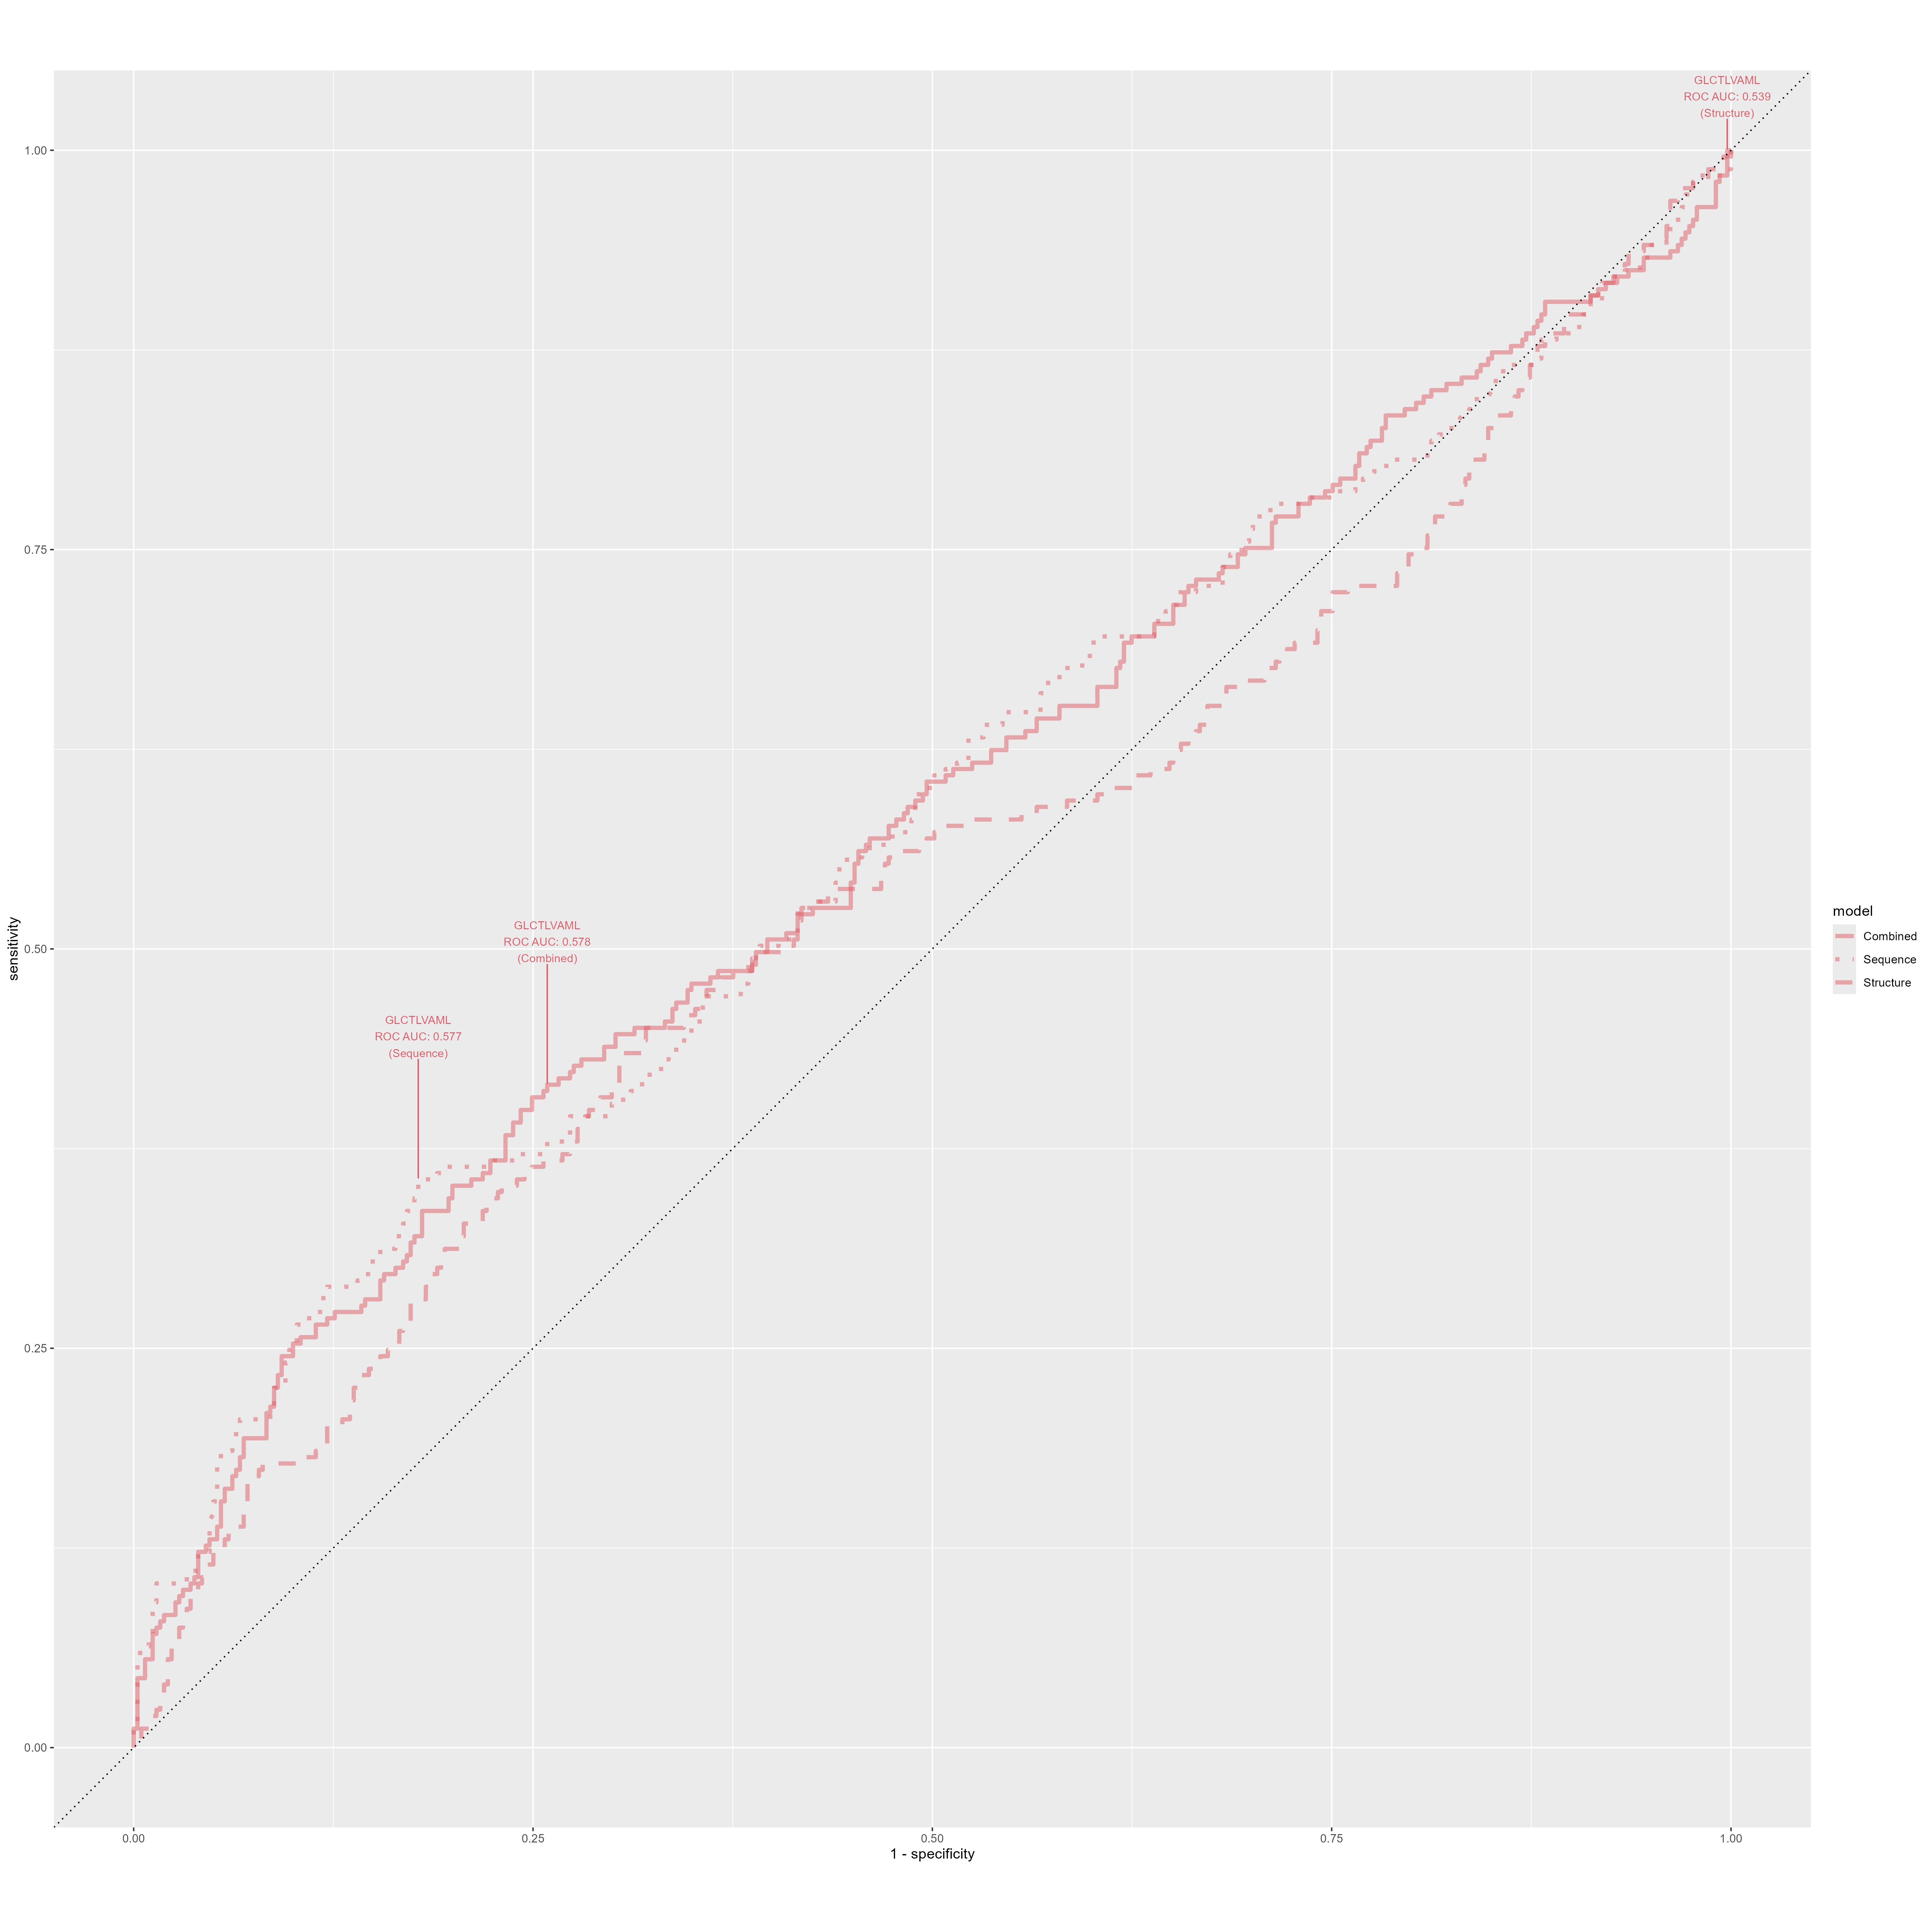 GLCTLVAML
ROC AUC: 0.539
(Structure)
1.00
0.75
sensitivity
0.50
GLCTLVAML
ROC AUC: 0.578
(Combined)
GLCTLVAML
ROC AUC: 0.577
(Sequence)
0.25
0.00
0.00 0.25 0.50 0.75 1.00
1 - specificity
model
Combined
Sequence
Structure